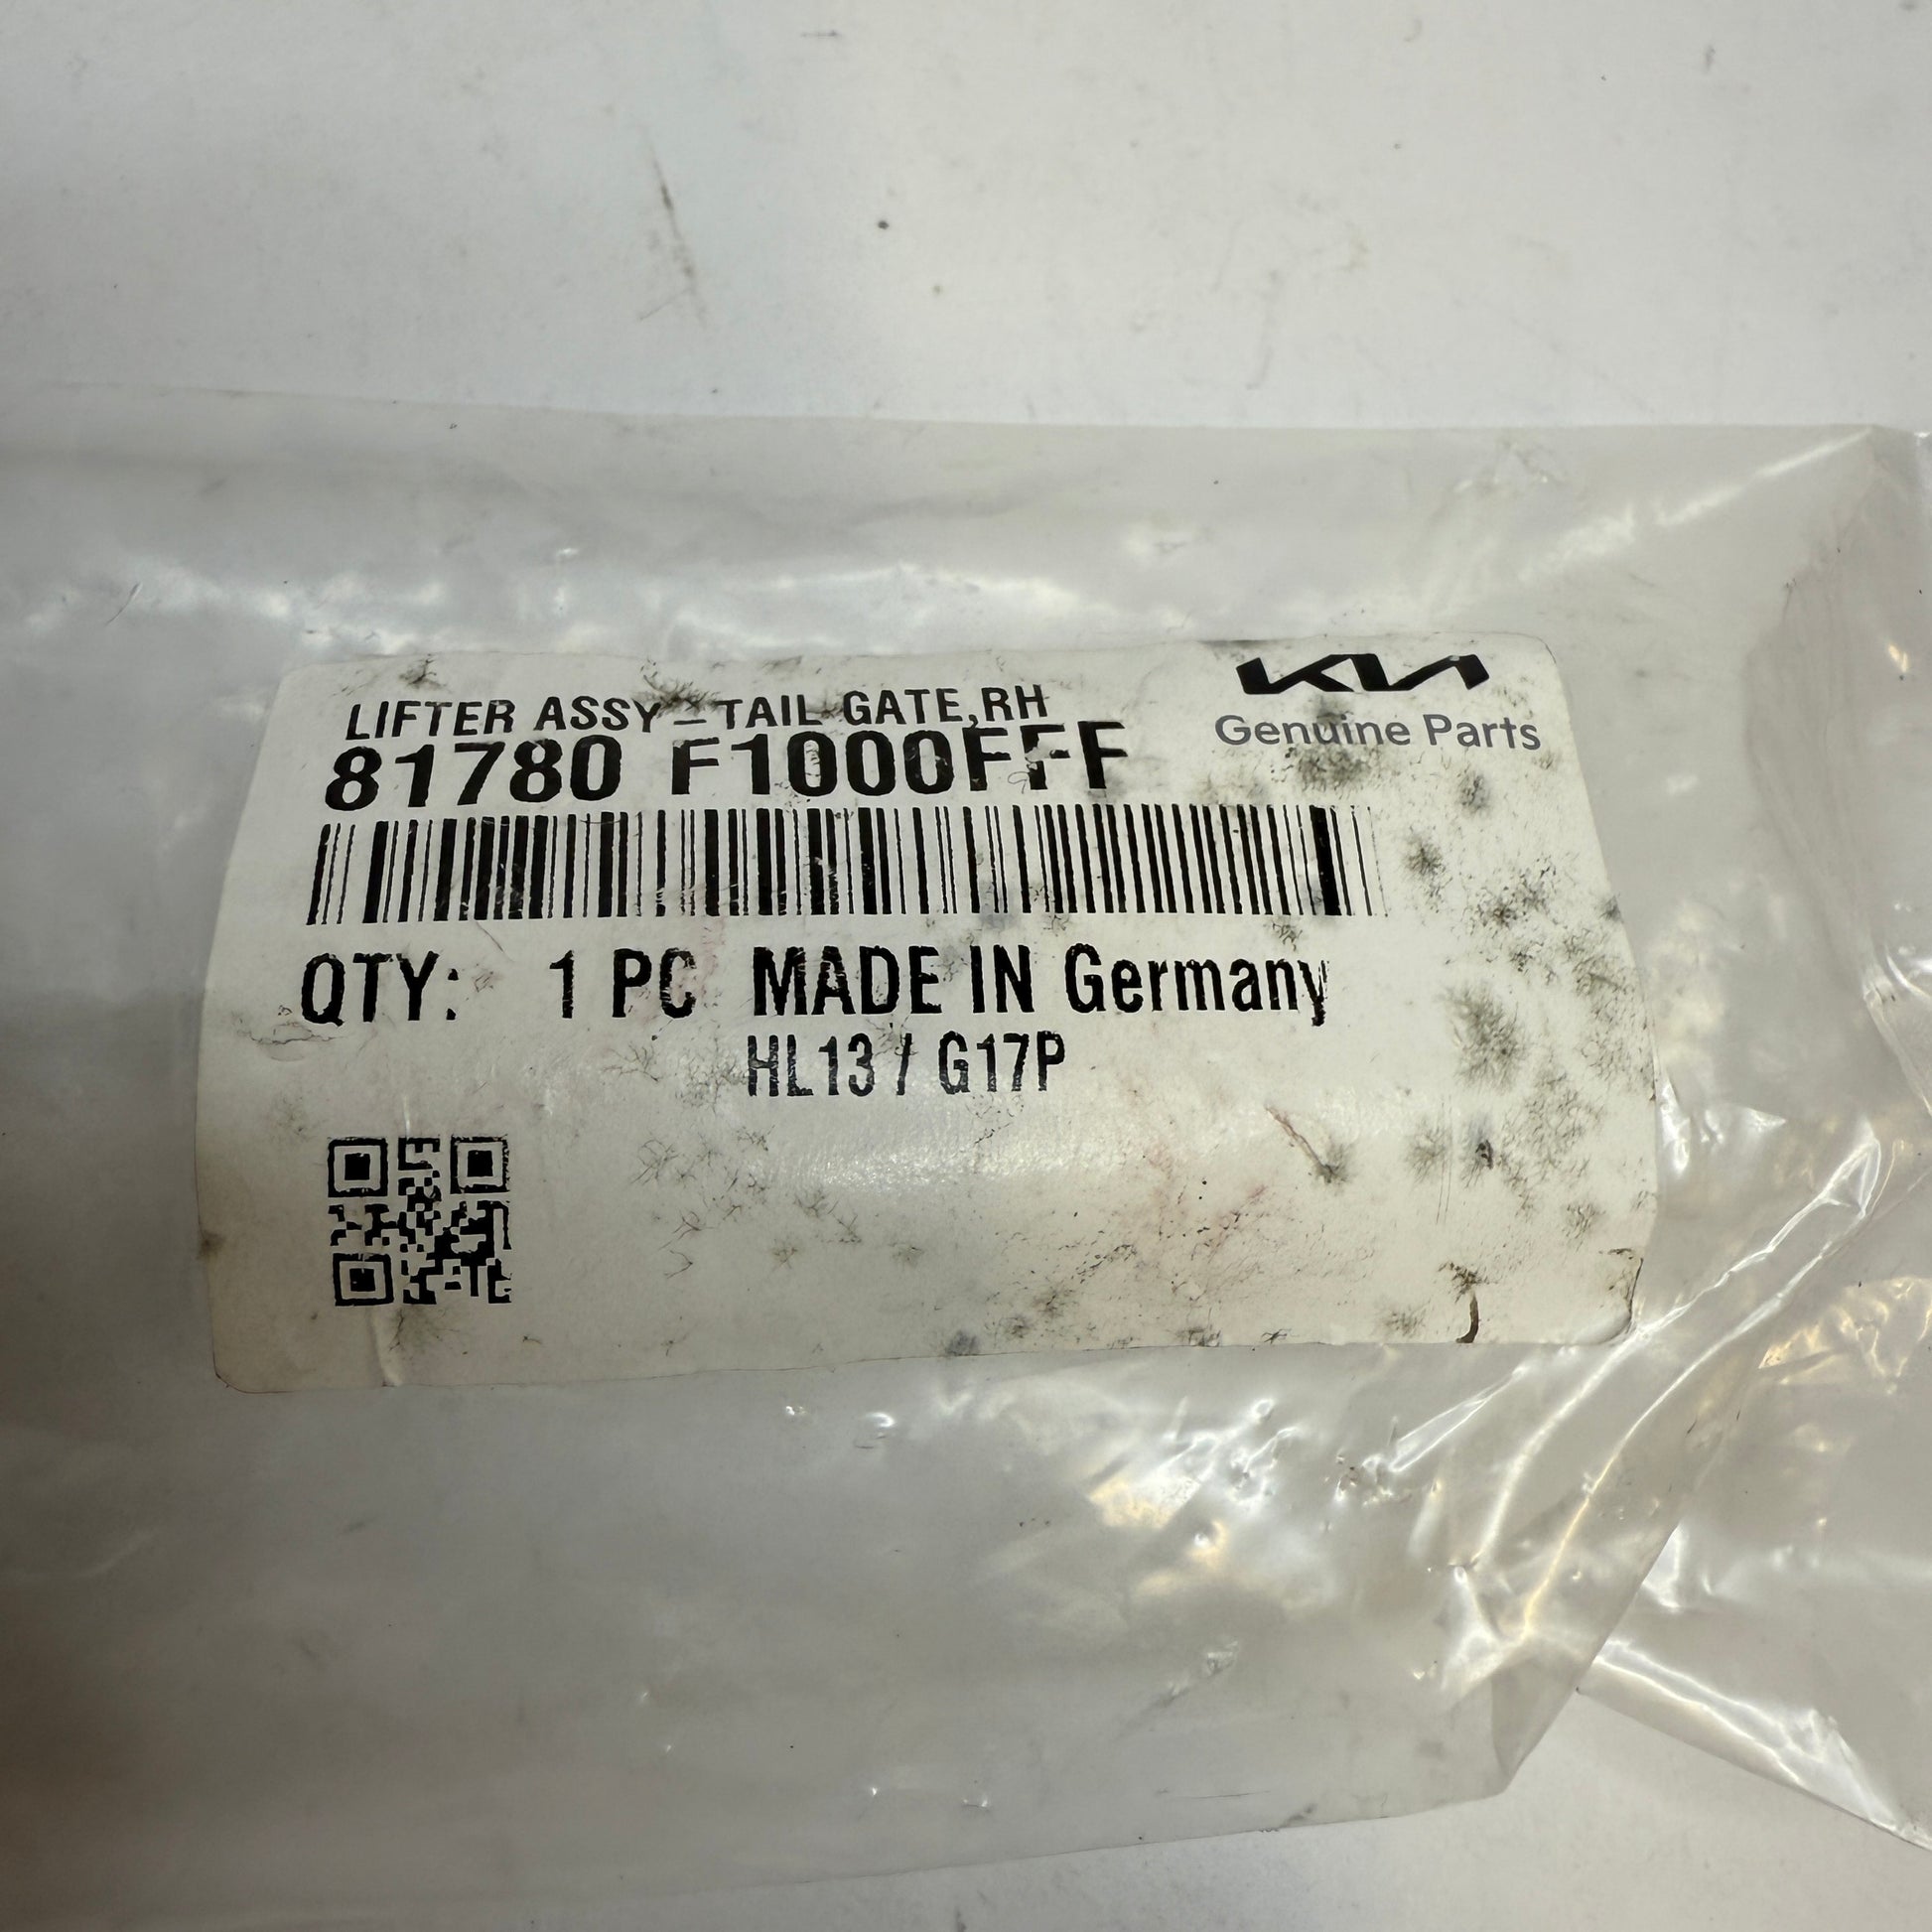 KIA
Genuine Parts
LIFTER ASSY-TAIL GATE,RH
81780 F1000FFF
QTY: 1 PC MADE IN Germany
HL13 / G17P